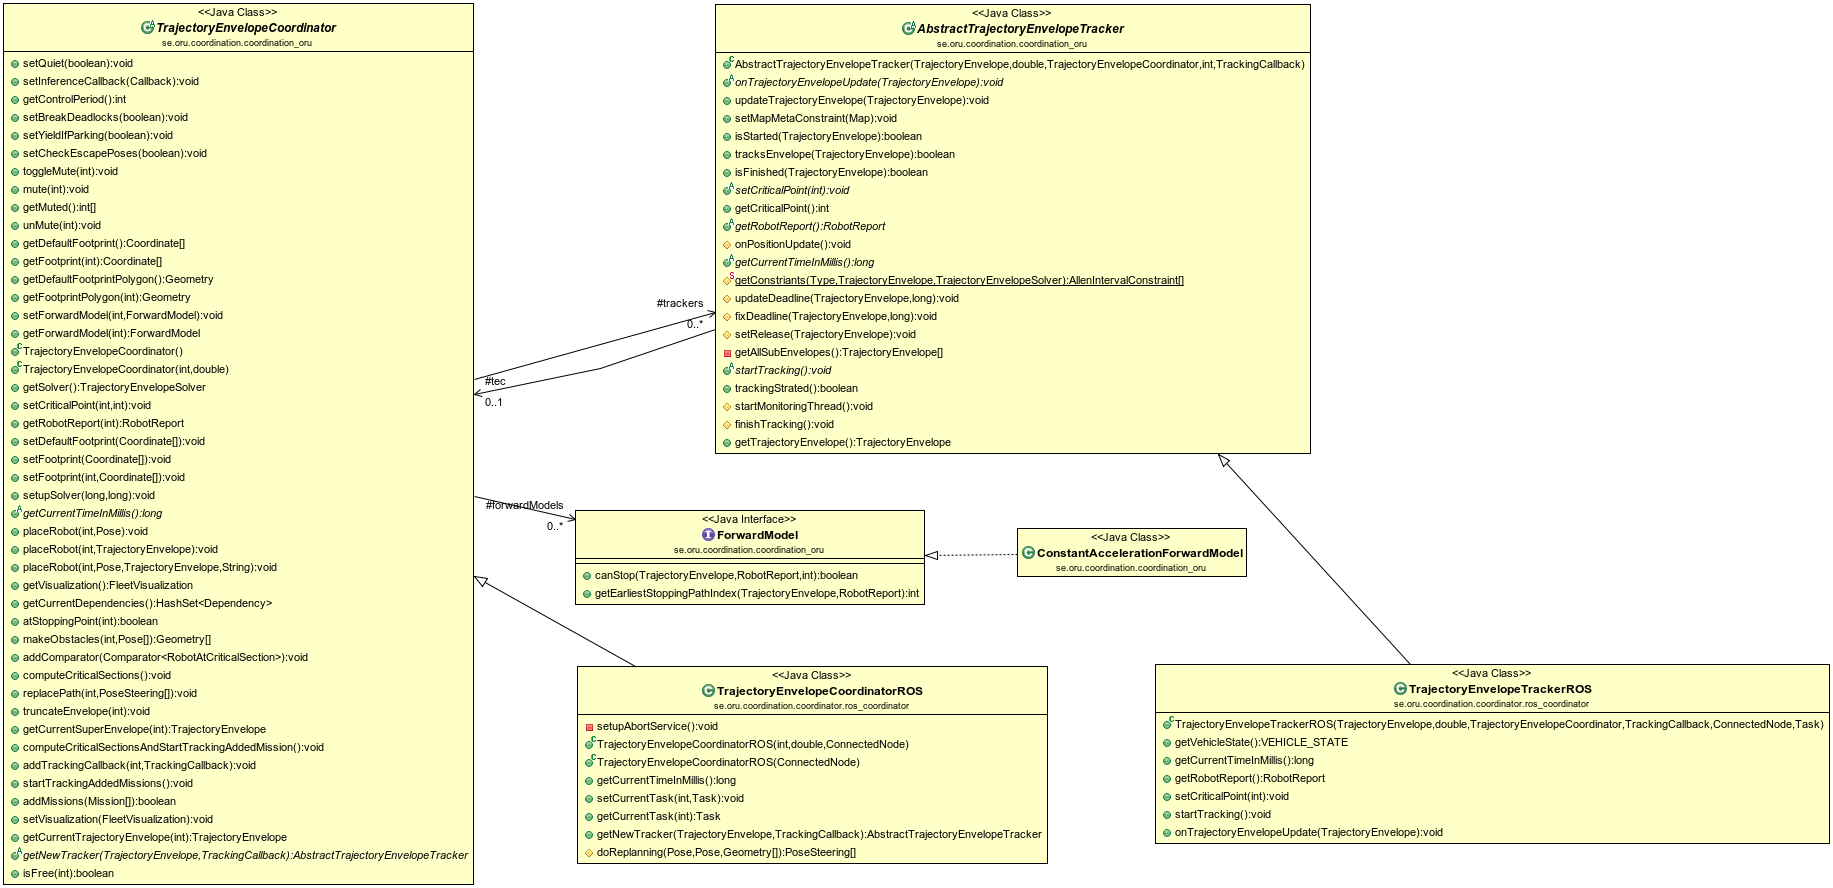 <<Java Class>>
TrajectoryEnvelopeCoordinator
se.oru.coordination.coordination_oru
setQuiet(boolean):void
setInferenceCallback(Callback):void
getControlPeriod():int
setBreakDeadlocks(boolean):void
setYieldIfParking(boolean):void
setCheckEscapePoses(boolean):void
toggleMute(int):void
mute(int):void
getMuted():int[]
unMute(int):void
getDefaultFootprint():Coordinate[]
getFootprint(int):Coordinate[]
getDefaultFootprintPolygon():Geometry
getFootprintPolygon(int):Geometry
setForwardModel(int,ForwardModel):void
getForwardModel(int):ForwardModel
TrajectoryEnvelopeCoordinator()
TrajectoryEnvelopeCoordinator(int,double)
getSolver():TrajectoryEnvelopeSolver
setCriticalPoint(int,int):void
getRobotReport(int):RobotReport
setDefaultFootprint(Coordinate[]):void
setFootprint(Coordinate[]):void
setFootprint(int,Coordinate[]):void
setupSolver(long,long):void
getCurrentTimeInMillis():long
placeRobot(int,Pose):void
placeRobot(int,TrajectoryEnvelope):void
placeRobot(int,Pose,TrajectoryEnvelope,String):void
getVisualization():FleetVisualization
getCurrentDependencies():HashSet<Dependency>
atStoppingPoint(int):boolean
makeObstacles(int,Pose[]):Geometry[]
addComparator(Comparator<RobotAtCriticalSection>):void
computeCriticalSections():void
replacePath(int,PoseSteering[]):void
truncateEnvelope(int):void
getCurrentSuperEnvelope(int):TrajectoryEnvelope
computeCriticalSectionsAndStartTrackingAddedMission():void
addTrackingCallback(int,TrackingCallback):void
startTrackingAddedMissions():void
addMissions(Mission[]):boolean
setVisualization(FleetVisualization):void
getCurrentTrajectoryEnvelope(int):TrajectoryEnvelope
getNewTracker(TrajectoryEnvelope,TrackingCallback):AbstractTrajectoryEnvelopeTracker
isFree(int):boolean
#trackers
0..*
#tec
0..1
#forwardModels
0..*
<<Java Class>>
AbstractTrajectoryEnvelopeTracker
se.oru.coordination.coordination_oru
AbstractTrajectoryEnvelopeTracker(TrajectoryEnvelope,double,TrajectoryEnvelopeCoordinator,int,TrackingCallback)
onTrajectoryEnvelopeUpdate(TrajectoryEnvelope):void
updateTrajectoryEnvelope(TrajectoryEnvelope):void
setMapMetaConstraint(Map):void
isStarted(TrajectoryEnvelope):boolean
tracksEnvelope(TrajectoryEnvelope):boolean
isFinished(TrajectoryEnvelope):boolean
setCriticalPoint(int):void
getCriticalPoint():int
getRobotReport():RobotReport
onPositionUpdate():void
getCurrentTimeInMillis():long
getConstriants(Type,TrajectoryEnvelope,TrajectoryEnvelopeSolver):AllenIntervalConstraint[]
updateDeadline(TrajectoryEnvelope,long):void
fixDeadline(TrajectoryEnvelope,long):void
setRelease(TrajectoryEnvelope):void
getAllSubEnvelopes():TrajectoryEnvelope[]
startTracking():void
trackingStrated():boolean
startMonitoringThread():void
finishTracking():void
getTrajectoryEnvelope():TrajectoryEnvelope
<<Java Interface>>
ForwardModel
se.oru.coordination.coordination_oru
canStop(TrajectoryEnvelope,RobotReport,int):boolean
getEarliestStoppingPathIndex(TrajectoryEnvelope,RobotReport):int
<<Java Class>>
ConstantAccelerationForwardModel
se.oru.coordination.coordination_oru
<<Java Class>>
TrajectoryEnvelopeCoordinatorROS
se.oru.coordination.coordinator.ros_coordinator
setupAbortService():void
TrajectoryEnvelopeCoordinatorROS(int,double,ConnectedNode)
TrajectoryEnvelopeCoordinatorROS(ConnectedNode)
getCurrentTimeInMillis():long
setCurrentTask(int,Task):void
getCurrentTask(int):Task
getNewTracker(TrajectoryEnvelope,TrackingCallback):AbstractTrajectoryEnvelopeTracker
doReplanning(Pose,Pose,Geometry[]):PoseSteering[]
<<Java Class>>
TrajectoryEnvelopeTrackerROS
se.oru.coordination.coordinator.ros_coordinator
TrajectoryEnvelopeTrackerROS(TrajectoryEnvelope,double,TrajectoryEnvelopeCoordinator,TrackingCallback,ConnectedNode,Task)
getVehicleState():VEHICLE_STATE
getCurrentTimeInMillis():long
getRobotReport():RobotReport
setCriticalPoint(int):void
startTracking():void
onTrajectoryEnvelopeUpdate(TrajectoryEnvelope):void